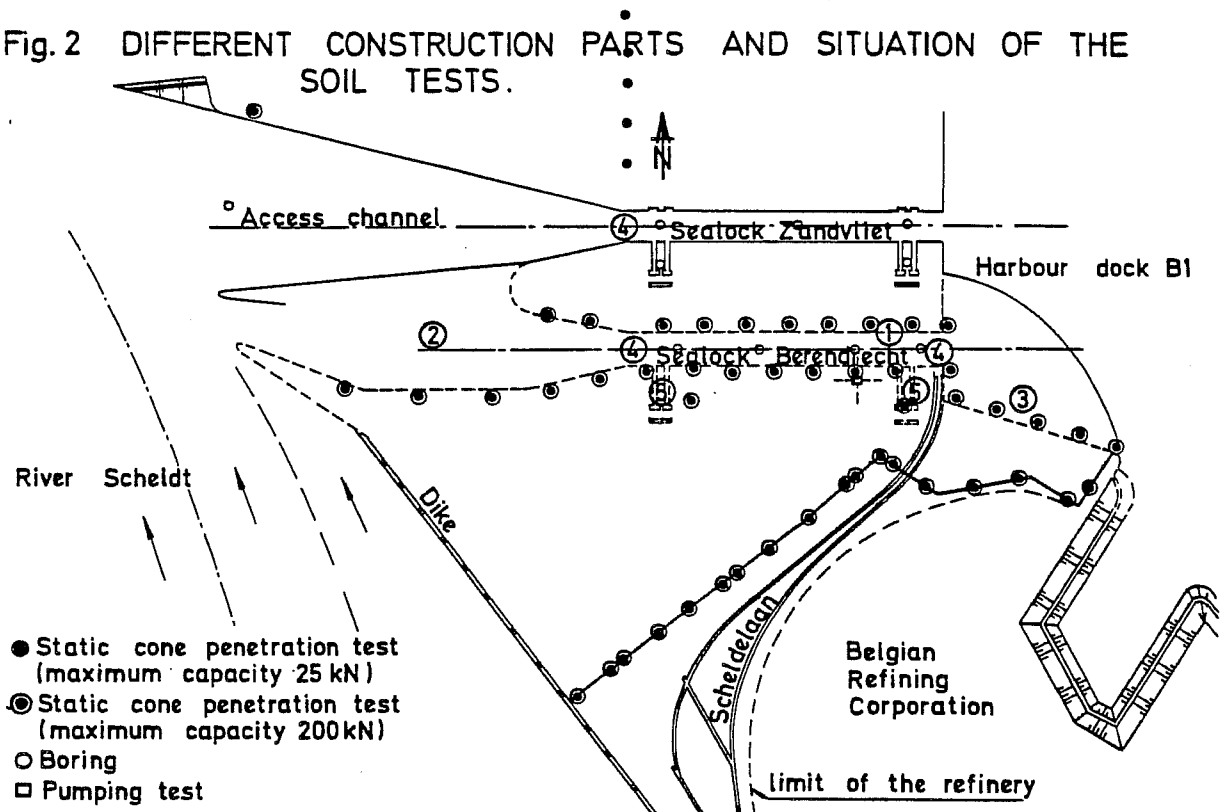 Fig. 2 DIFFERENT CONSTRUCTION PARTS AND SITUATION OF THE
SOIL TESTS.
N
Access channel
4
Sealock Zandvliet
Harbour dock B1
2
1
4
Sealock Berendrecht
4
5
5
3
River Scheldt
Dike
Scheldelaan
Static cone penetration test
(maximum capacity 25 kN)
Static cone penetration test
(maximum capacity 200 kN)
Boring
Pumping test
Belgian
Refining
Corporation
limit of the refinery